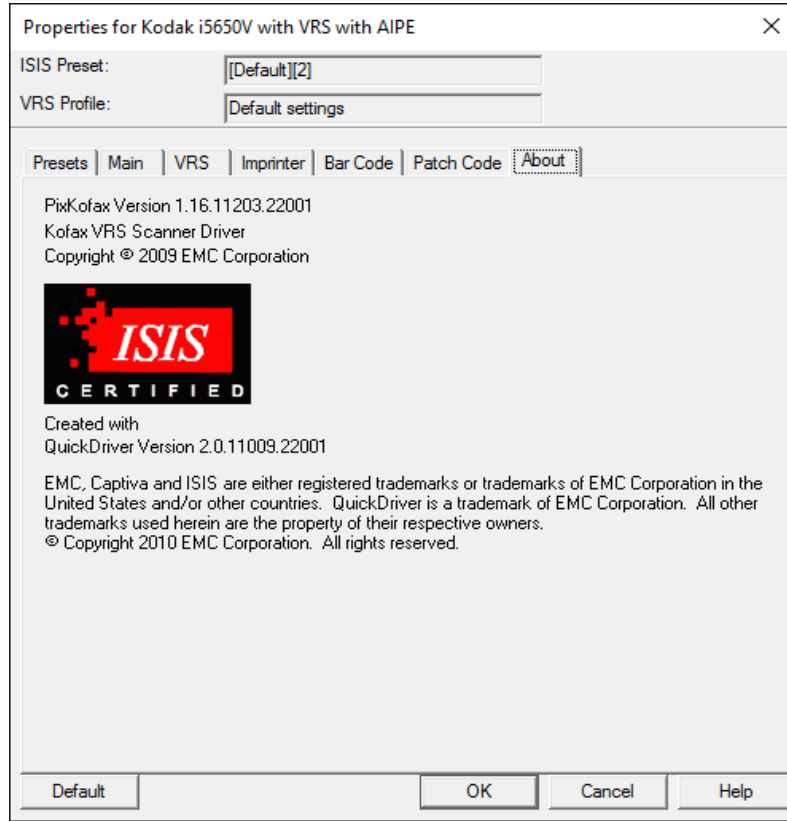 Properties for Kodak i5650V with VRS with AIPE
ISIS Preset: [Default][2]
VRS Profile: Default settings
Presets Main VRS Imprinter Bar Code Patch Code About
PixKofax Version 1.16.11203.22001
Kofax VRS Scanner Driver
Copyright © 2009 EMC Corporation
ISIS
CERTIFIED
Created with
QuickDriver Version 2.0.11009.22001
EMC, Captiva and ISIS are either registered trademarks or trademarks of EMC Corporation in the
United States and/or other countries.  QuickDriver is a trademark of EMC Corporation.  All other
trademarks used herein are the property of their respective owners.
© Copyright 2010 EMC Corporation.  All rights reserved.
Default OK Cancel Help